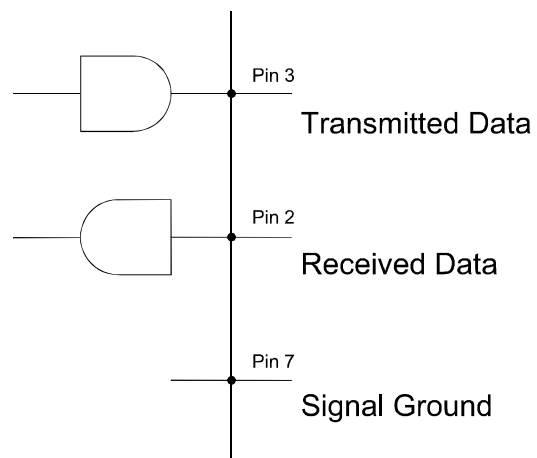 Pin 3
Transmitted Data
Pin 2
Received Data
Pin 7
Signal Ground